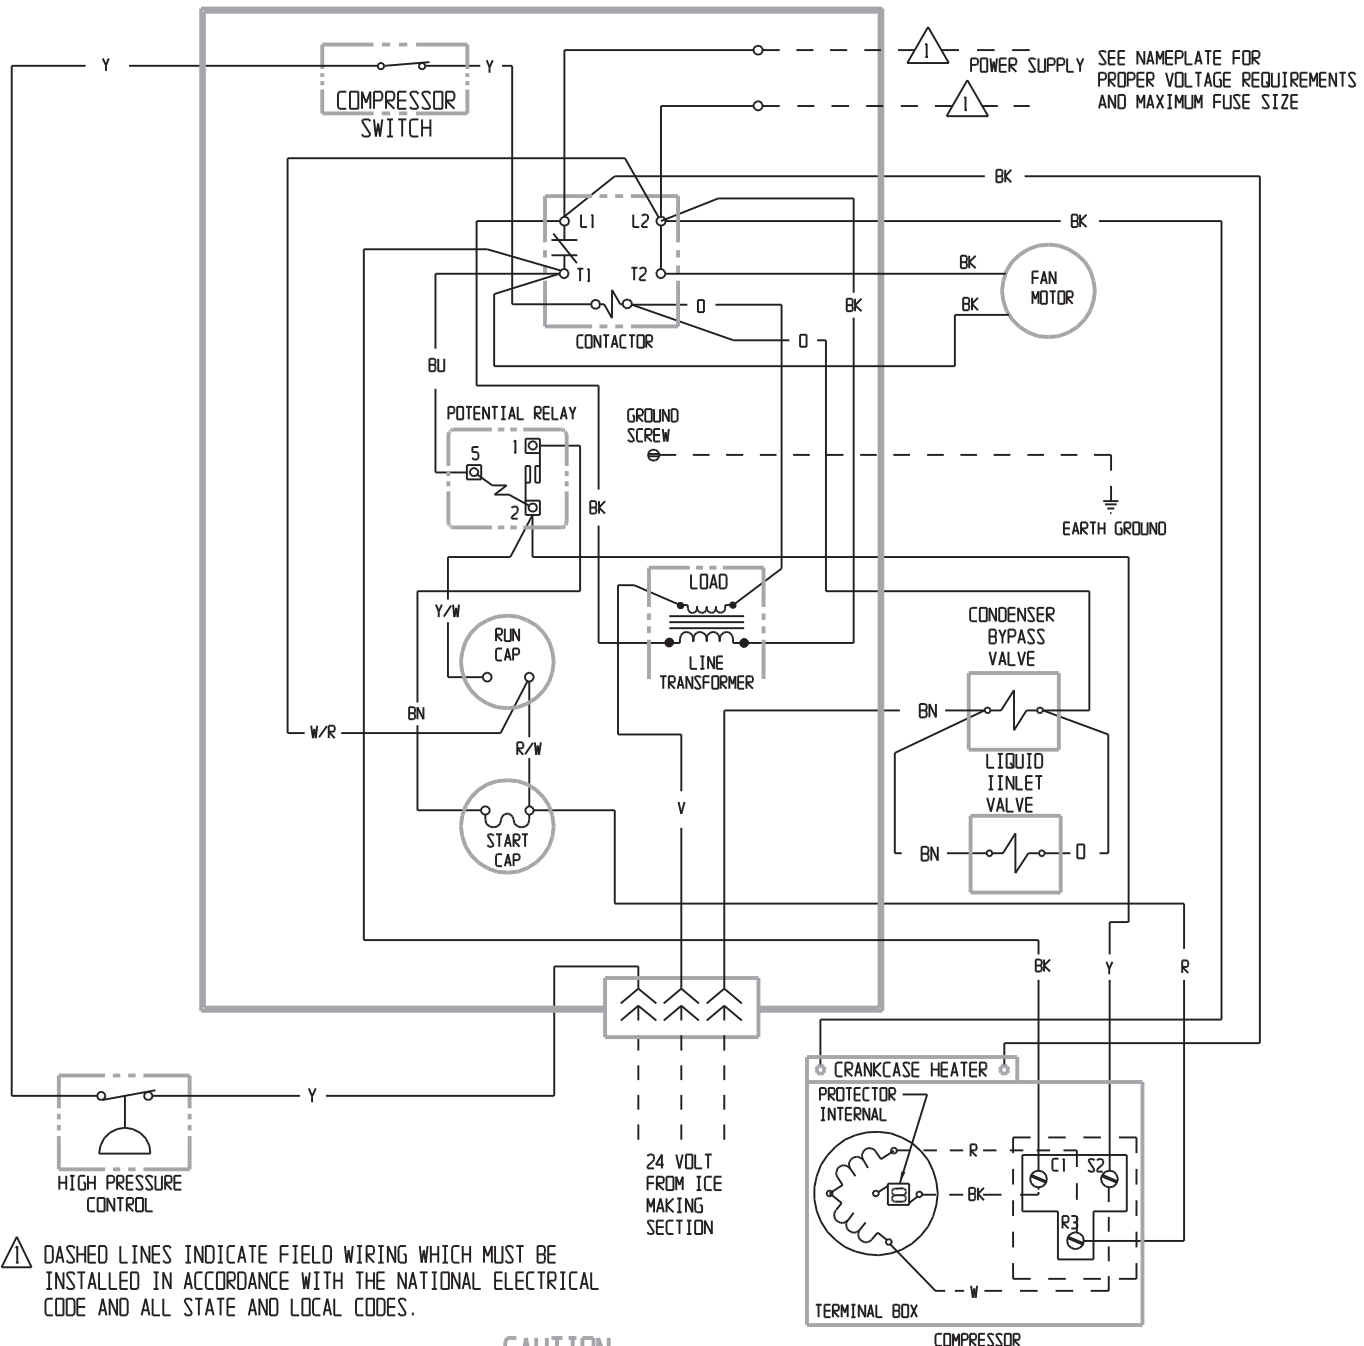 Y
Y
COMPRESSOR
SWITCH
1
POWER SUPPLY
1
SEE NAMEPLATE FOR
PROPER VOLTAGE REQUIREMENTS
AND MAXIMUM FUSE SIZE
BK
L1
L2
BK
T1
T2
BK
FAN
MOTOR
O
BK
BK
CONTACTOR
O
BU
POTENTIAL RELAY
5
1
2
GROUND
SCREW
BK
EARTH GROUND
LOAD
LINE
TRANSFORMER
Y/W
RUN
CAP
BN
W/R
R/W
START
CAP
V
CONDENSER
BYPASS
VALVE
BN
LIQUID
IINLET
VALVE
BN
O
BK
Y
R
Y
HIGH PRESSURE
CONTROL
24 VOLT
FROM ICE
MAKING
SECTION
CRANKCASE HEATER
PROTECTOR
INTERNAL
R
C1
S2
BK
R3
W
TERMINAL BOX
COMPRESSOR
1
DASHED LINES INDICATE FIELD WIRING WHICH MUST BE
INSTALLED IN ACCORDANCE WITH THE NATIONAL ELECTRICAL
CODE AND ALL STATE AND LOCAL CODES.
CAUTION